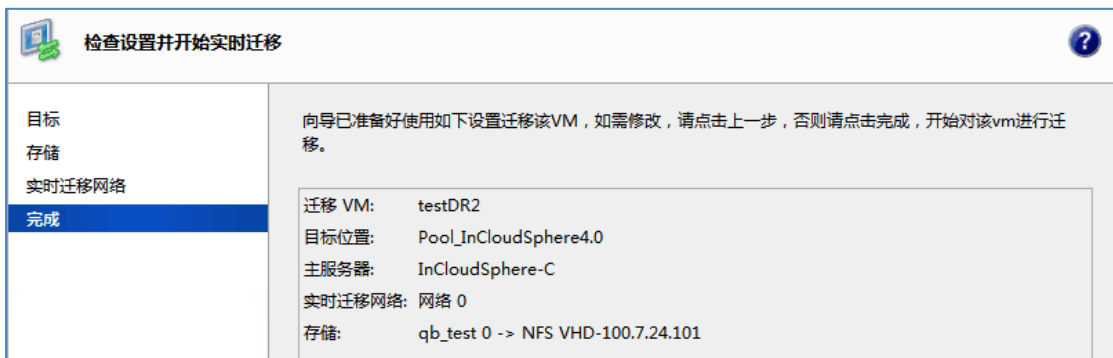 检查设置并开始实时迁移
?
目标
存储
实时迁移网络
完成
向导已准备好使用如下设置迁移该VM，如需修改，请点击上一步，否则请点击完成，开始对该vm进行迁
移。
迁移 VM: testDR2
目标位置: Pool_InCloudSphere4.0
主服务器: InCloudSphere-C
实时迁移网络: 网络 0
存储: qb_test 0 -> NFS VHD-100.7.24.101